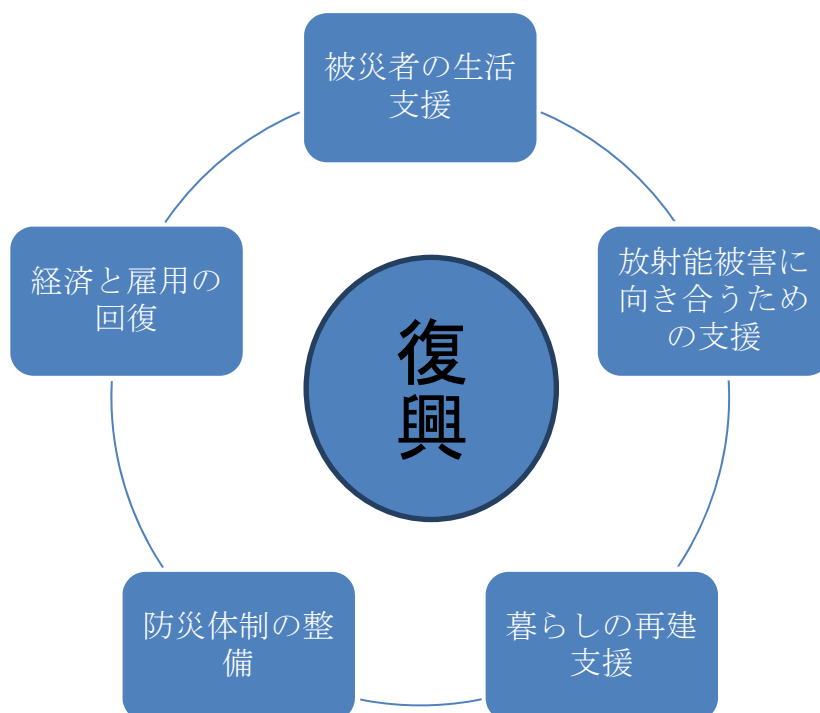 被災者の生活
支援
放射能被害に
向き合うため
の支援
暮らしの再建
支援
防災体制の整
備
経済と雇用の
回復
復
興